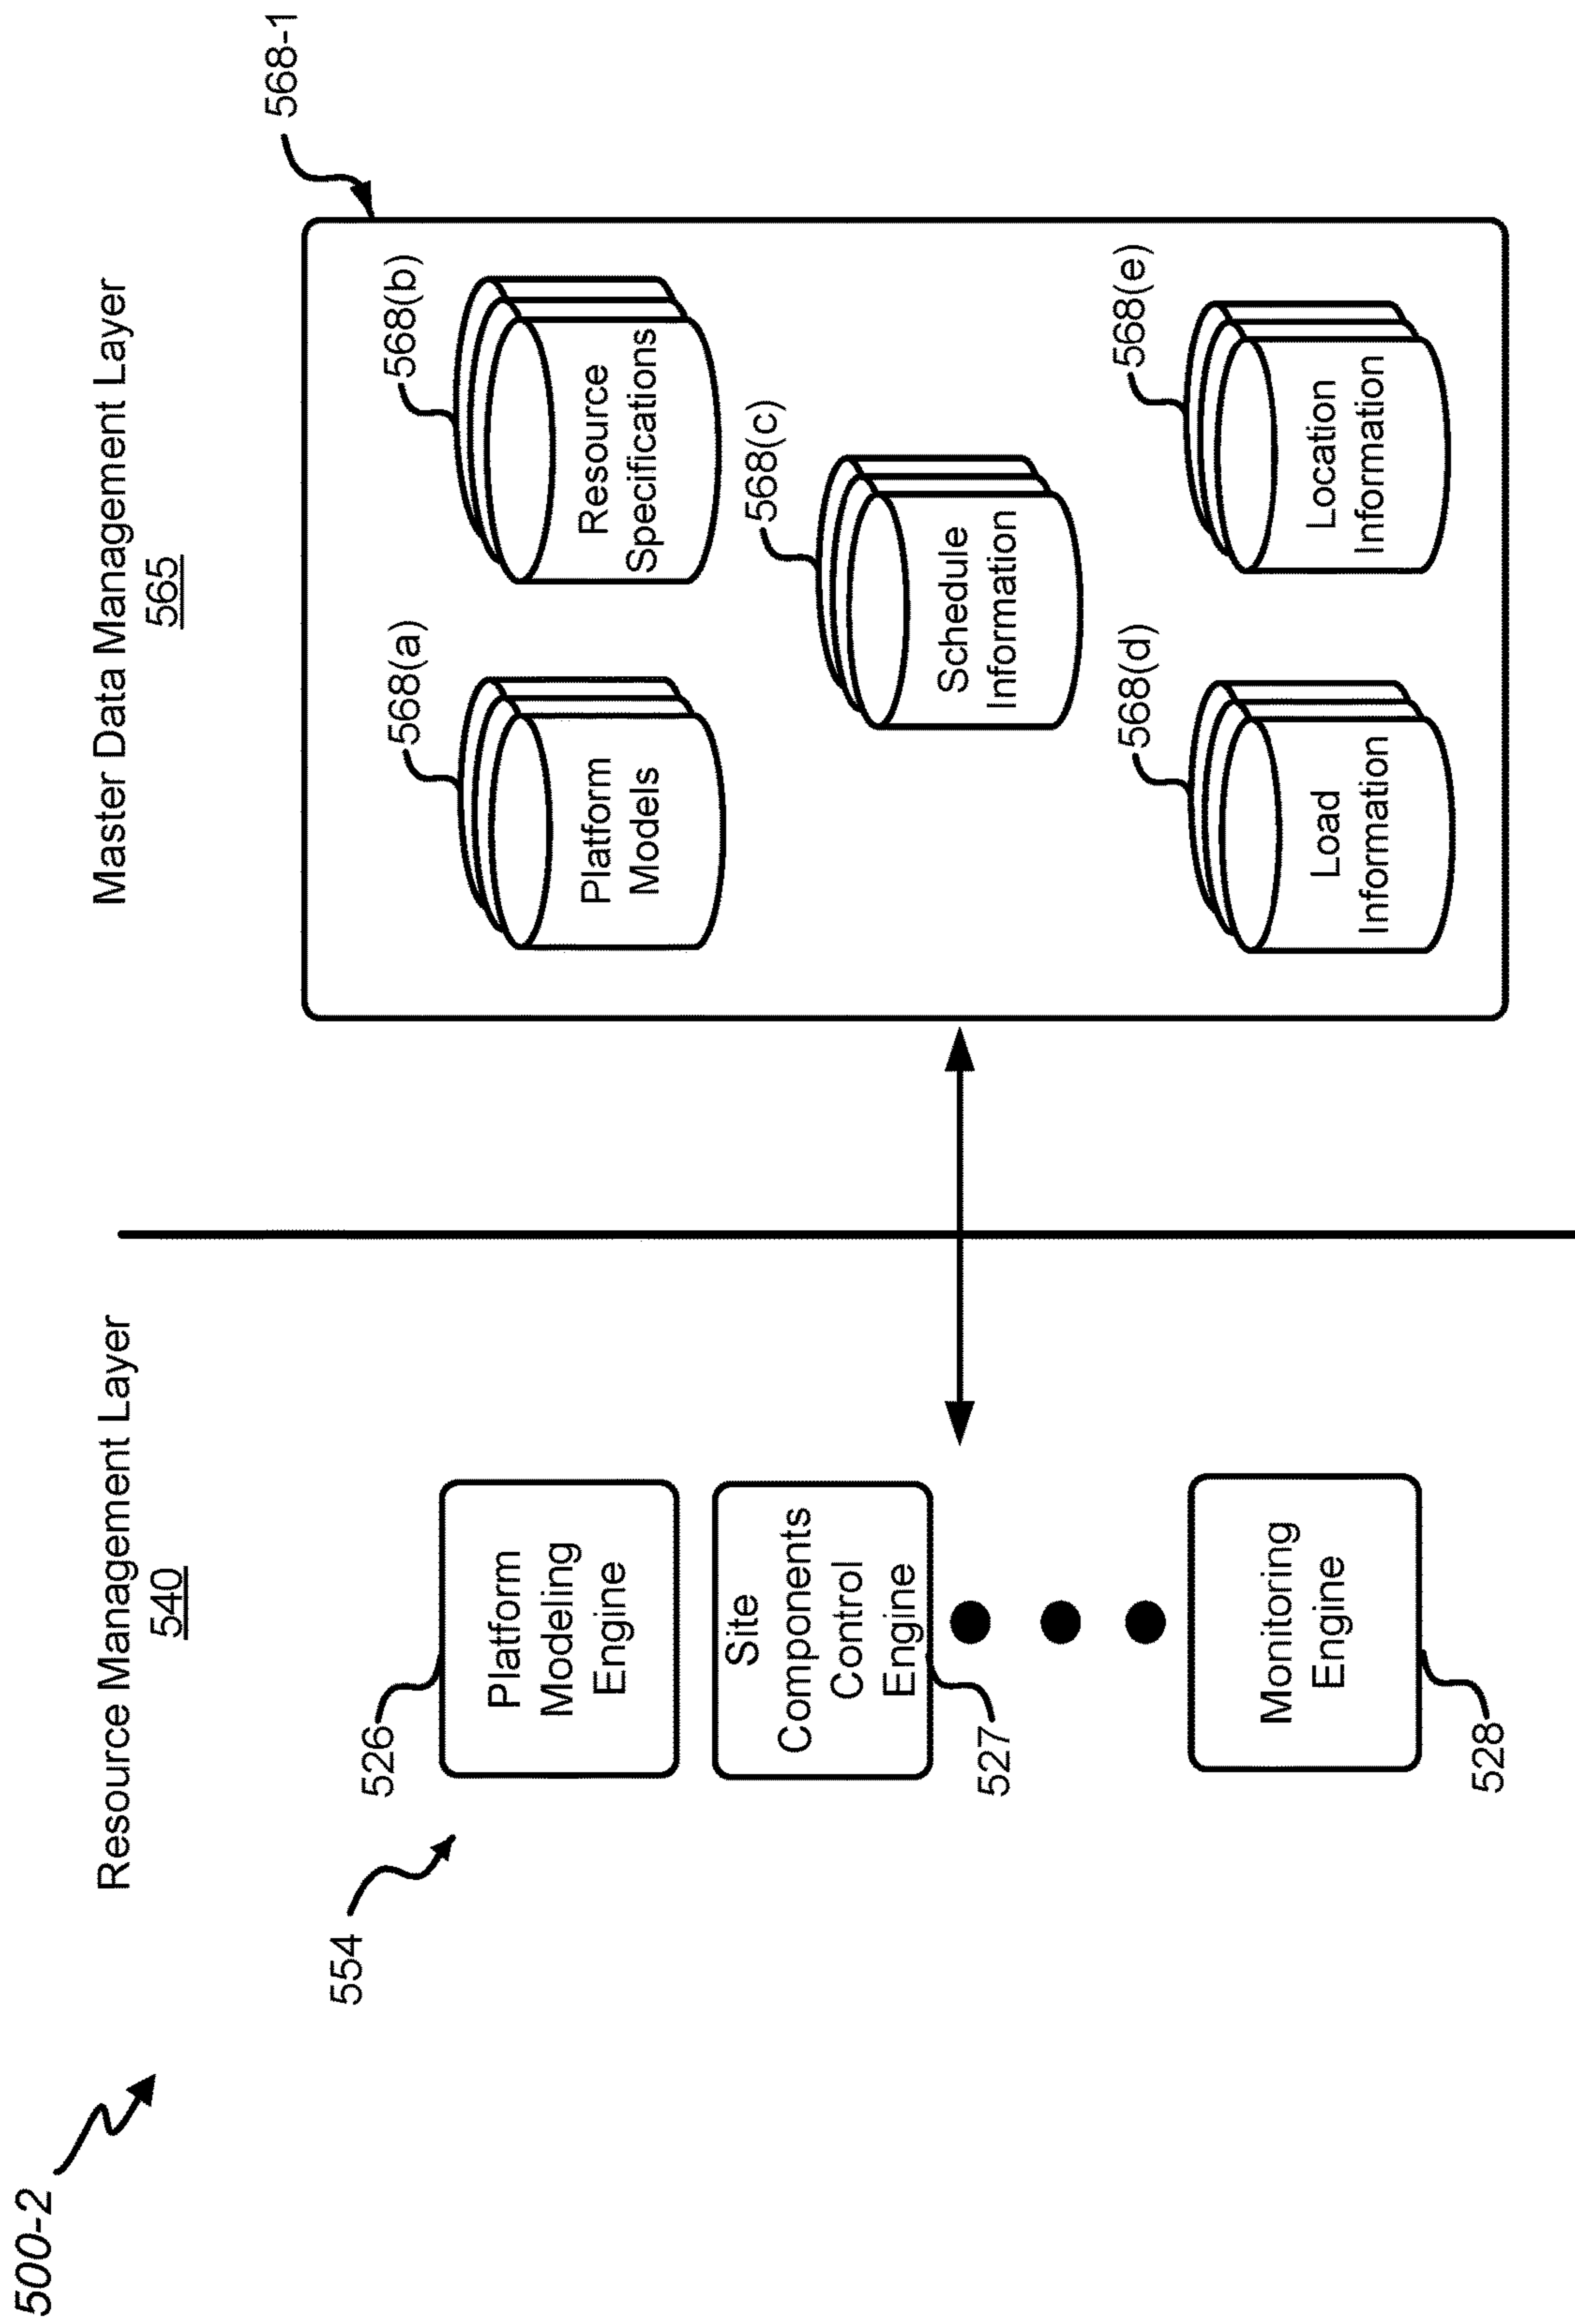 500-2
Resource Management Layer
540
Master Data Management Layer
565
554
526
Platform
Modeling
Engine
Site
Components
Control
Engine
527
Monitoring
Engine
528
568-1
568(a)
Platform
Models
568(b)
Resource
Specifications
568(c)
Schedule
Information
568(d)
Load
Information
568(e)
Location
Information